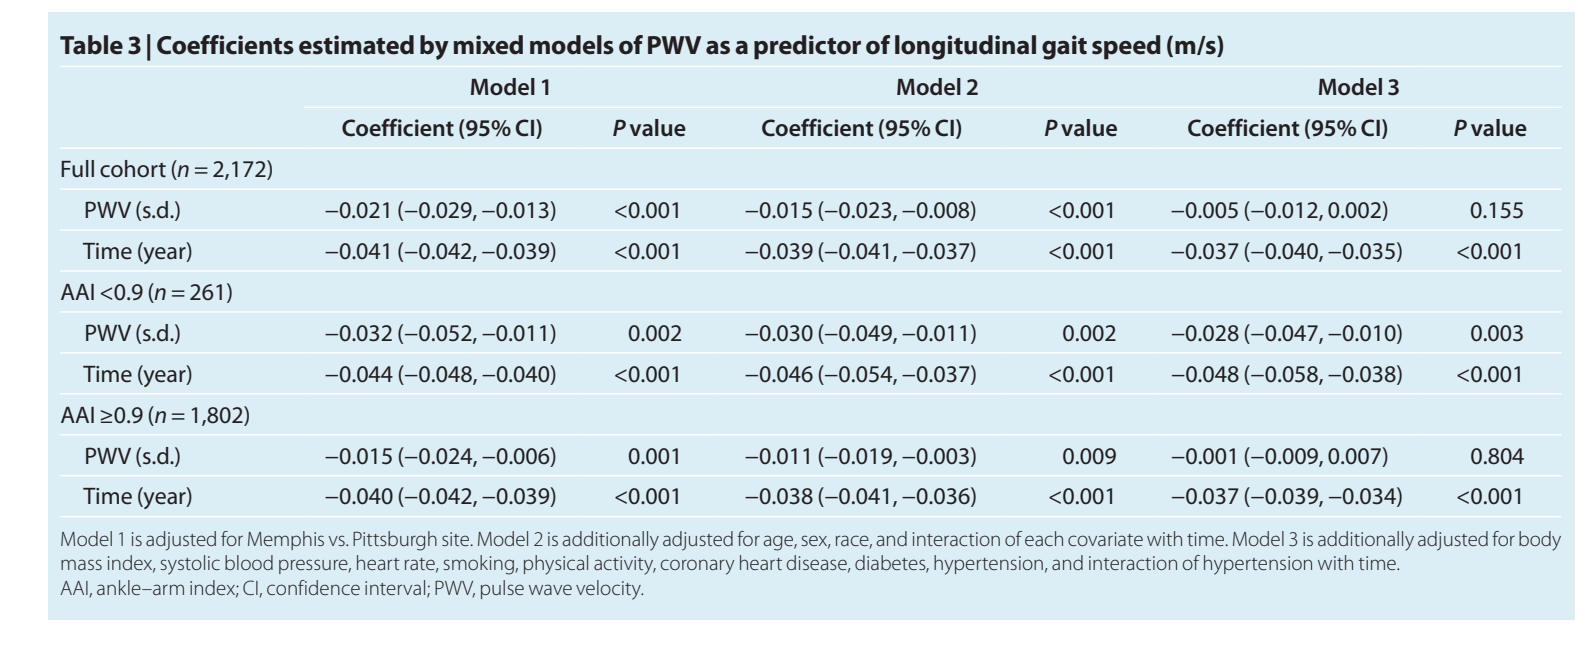 Table 3 | Coefficients estimated by mixed models of PWV as a predictor of longitudinal gait speed (m/s)
Model 1 Model 2 Model 3
Coefficient (95% CI) P value Coefficient (95% CI) P value Coefficient (95% CI) P value
Full cohort (n = 2,172)
PWV (s.d.) −0.021 (−0.029, −0.013) <0.001 −0.015 (−0.023, −0.008) <0.001 −0.005 (−0.012, 0.002) 0.155
Time (year) −0.041 (−0.042, −0.039) <0.001 −0.039 (−0.041, −0.037) <0.001 −0.037 (−0.040, −0.035) <0.001
AAI <0.9 (n = 261)
PWV (s.d.) −0.032 (−0.052, −0.011) 0.002 −0.030 (−0.049, −0.011) 0.002 −0.028 (−0.047, −0.010) 0.003
Time (year) −0.044 (−0.048, −0.040) <0.001 −0.046 (−0.054, −0.037) <0.001 −0.048 (−0.058, −0.038) <0.001
AAI ≥0.9 (n = 1,802)
PWV (s.d.) −0.015 (−0.024, −0.006) 0.001 −0.011 (−0.019, −0.003) 0.009 −0.001 (−0.009, 0.007) 0.804
Time (year) −0.040 (−0.042, −0.039) <0.001 −0.038 (−0.041, −0.036) <0.001 −0.037 (−0.039, −0.034) <0.001
Model 1 is adjusted for Memphis vs. Pittsburgh site. Model 2 is additionally adjusted for age, sex, race, and interaction of each covariate with time. Model 3 is additionally adjusted for body
mass index, systolic blood pressure, heart rate, smoking, physical activity, coronary heart disease, diabetes, hypertension, and interaction of hypertension with time.
AAI, ankle–arm index; CI, confidence interval; PWV, pulse wave velocity.